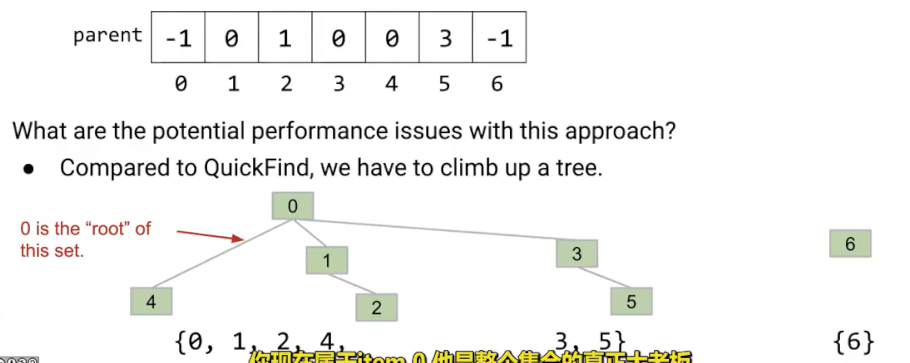 parent -1 0 1 0 0 3 -1
0 1 2 3 4 5 6
What are the potential performance issues with this approach?
● Compared to QuickFind, we have to climb up a tree.
0
0 is the “root” of
this set.
1
3
6
4
2
5
{0, 1, 2, 4, 3, 5} {6}
你现在属于item 0 他是整个集合的真正大老板